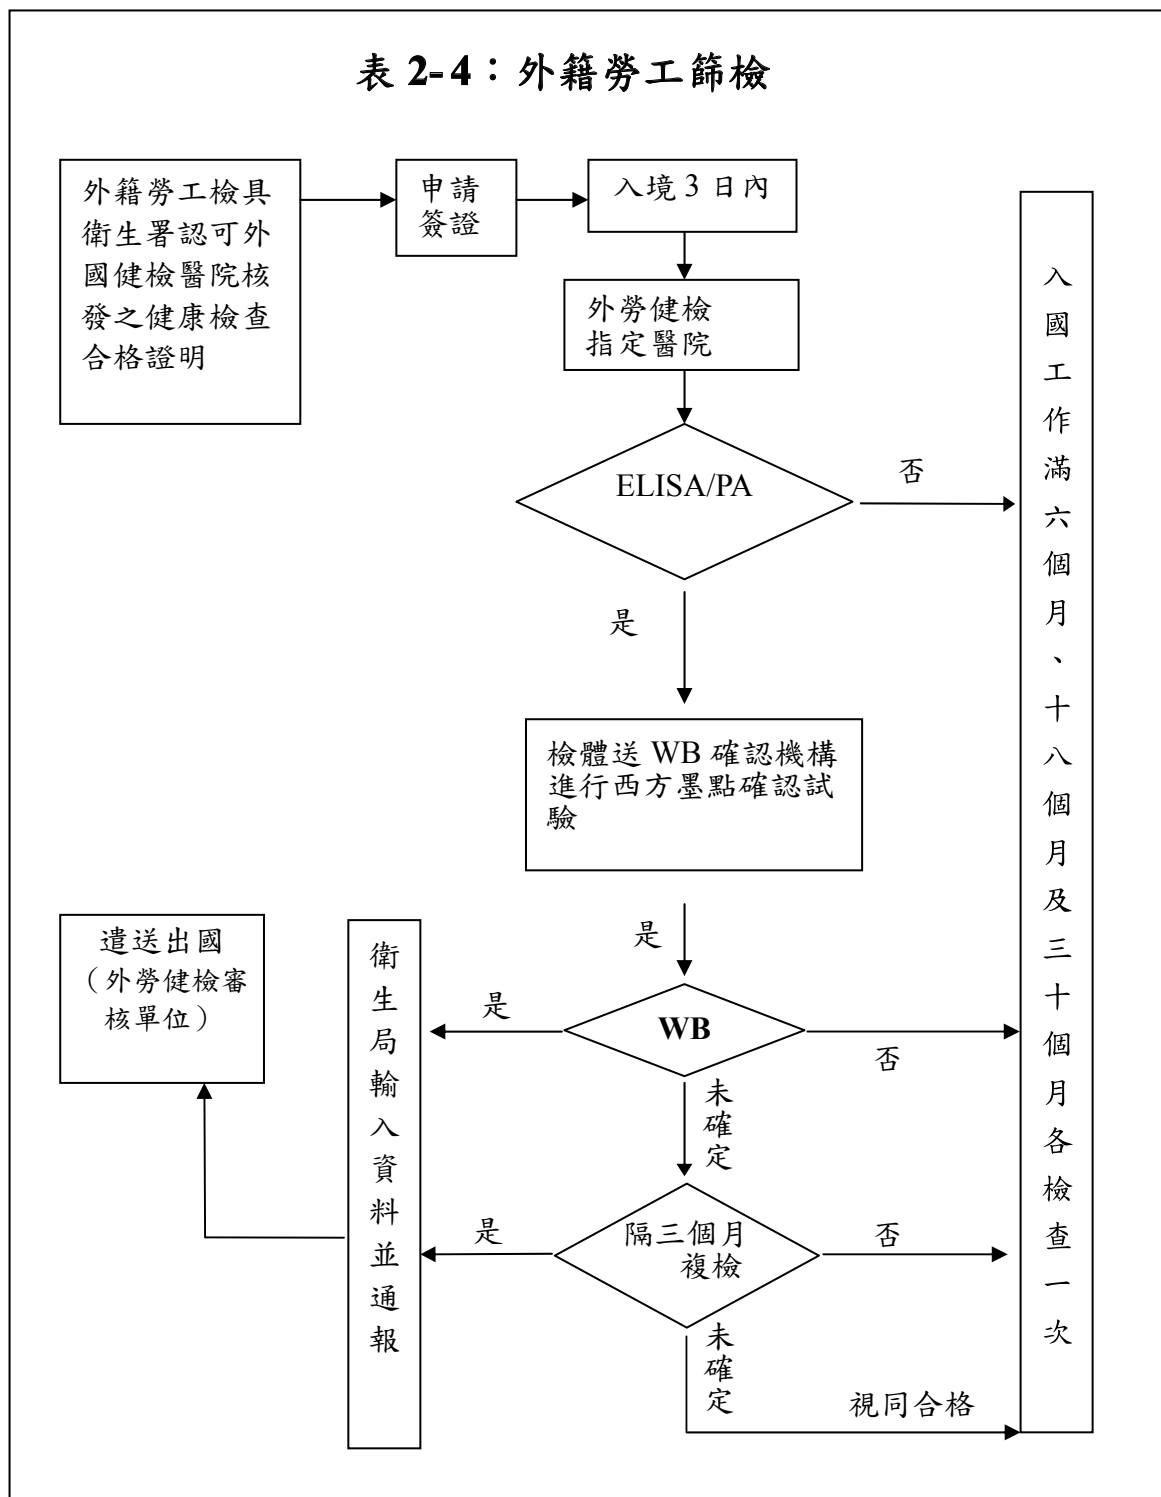 表 2-4：外籍勞工篩檢
外籍勞工檢具
衛生署認可外
國健檢醫院核
發之健康檢查
合格證明
申請
簽證
入境 3 日內
外勞健檢
指定醫院
ELISA/PA
否
是
檢體送 WB 確認機構
進行西方墨點確認試
驗
是
WB
是
否
未確定
隔三個月
複檢
是
否
未確定
視同合格
衛生局輸入資料並通報
遣送出國
（外勞健檢審
核單位）
入國工作滿六個月、十八個月及三十個月各檢查一次